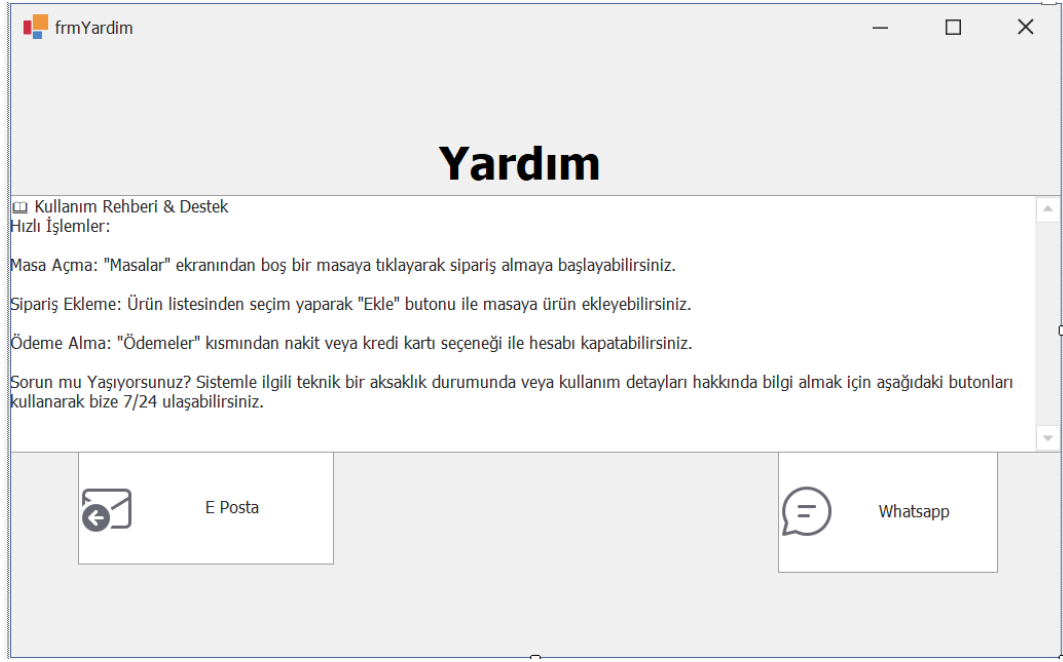 frmYardim
Yardım
📖 Kullanım Rehberi & Destek
Hızlı İşlemler:
Masa Açma: "Masalar" ekranından boş bir masaya tıklayarak sipariş almaya başlayabilirsiniz.
Sipariş Ekleme: Ürün listesinden seçim yaparak "Ekle" butonu ile masaya ürün ekleyebilirsiniz.
Ödeme Alma: "Ödemeler" kısmından nakit veya kredi kartı seçeneği ile hesabı kapatabilirsiniz.
Sorun mu Yaşıyorsunuz? Sistemle ilgili teknik bir aksaklık durumunda veya kullanım detayları hakkında bilgi almak için aşağıdaki butonları
kullanarak bize 7/24 ulaşabilirsiniz.
E Posta
Whatsapp